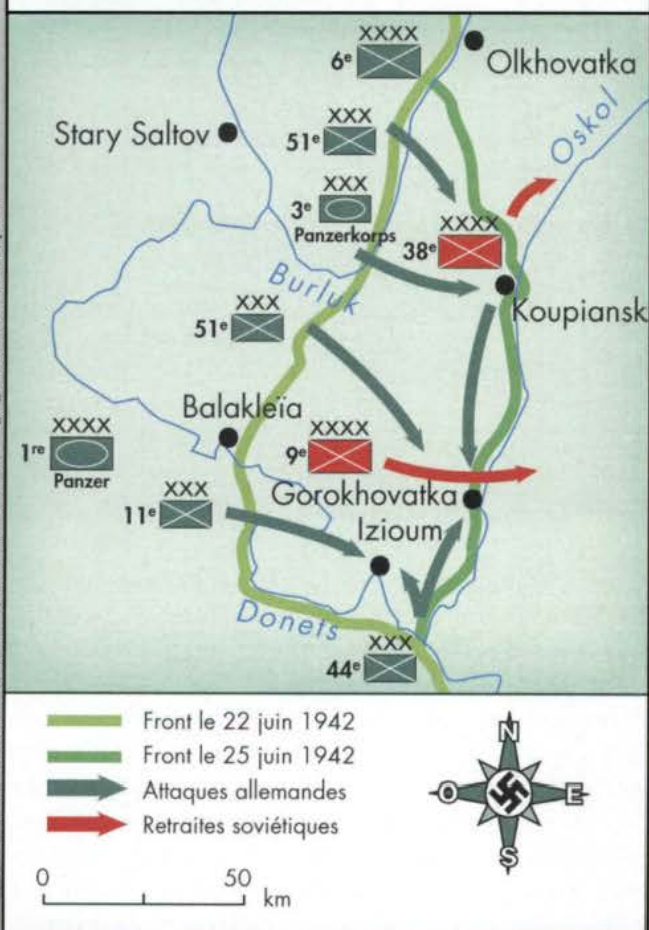 XXXX
6e
Olkhovatka
XXX
51e
Stary Saltov
Oskol
XXX
3e
Panzerkorps
XXXX
38e
Burluk
Koupiansk
XXX
51e
Balakleïa
XXXX
1re
Panzer
XXXX
9e
XXX
11e
Gorokhovatka
Izioum
Donets
XXX
44e
Front le 22 juin 1942
Front le 25 juin 1942
Attaques allemandes
Retraites soviétiques
N
O
E
S
0 50 km